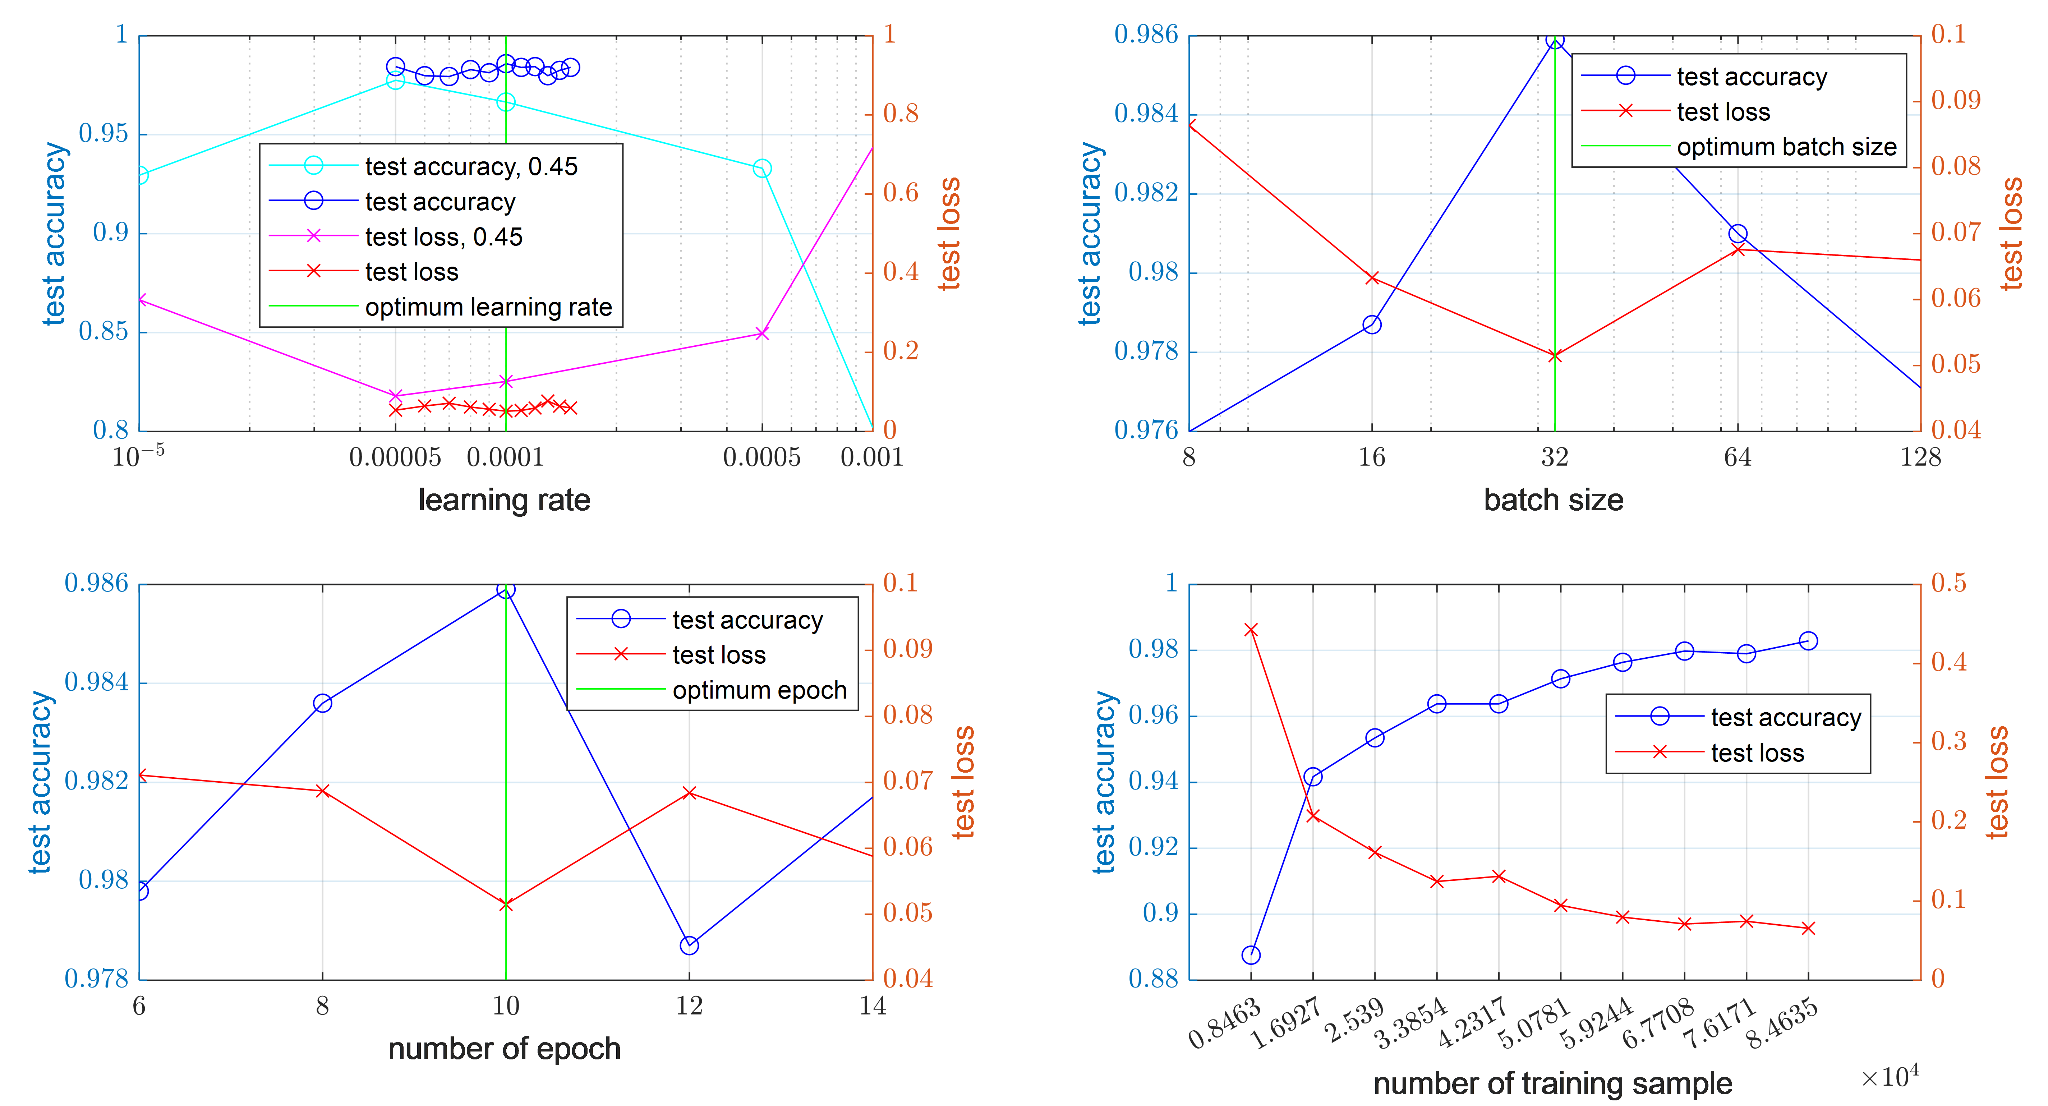 1
0.95
0.9
0.85
0.8
test accuracy
1
0.8
0.6
0.4
0.2
0
test loss
test accuracy, 0.45
test accuracy
test loss, 0.45
test loss
optimum learning rate
10^{-5} 0.00005 0.0001 0.0005 0.001
learning rate
0.986
0.984
0.982
0.98
0.978
0.976
test accuracy
0.1
0.09
0.08
0.07
0.06
0.05
0.04
test loss
test accuracy
test loss
optimum batch size
8 16 32 64 128
batch size
0.986
0.984
0.982
0.98
0.978
test accuracy
0.1
0.09
0.08
0.07
0.06
0.05
0.04
test loss
test accuracy
test loss
optimum epoch
6 8 10 12 14
number of epoch
1
0.98
0.96
0.94
0.92
0.9
0.88
test accuracy
0.5
0.4
0.3
0.2
0.1
0
test loss
test accuracy
test loss
0.8463 1.6927 2.539 3.3854 4.2317 5.0781 5.9244 6.7708 7.6171 8.4635
×10^4
number of training sample